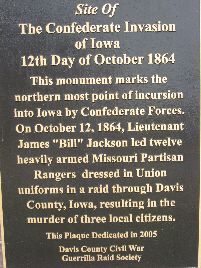 Site Of
The Confederate Invasion
of Iowa
12th Day of October 1864
This monument marks the
northern most point of incursion
into Iowa by Confederate Forces.
On October 12, 1864, Lieutenant
James "Bill" Jackson led twelve
heavily armed Missouri Partisan
Rangers dressed in Union
uniforms in a raid through Davis
County, Iowa, resulting in the
murder of three local citizens.
This Plaque Dedicated in 2005
Davis County Civil War
Guerrilla Raid Society